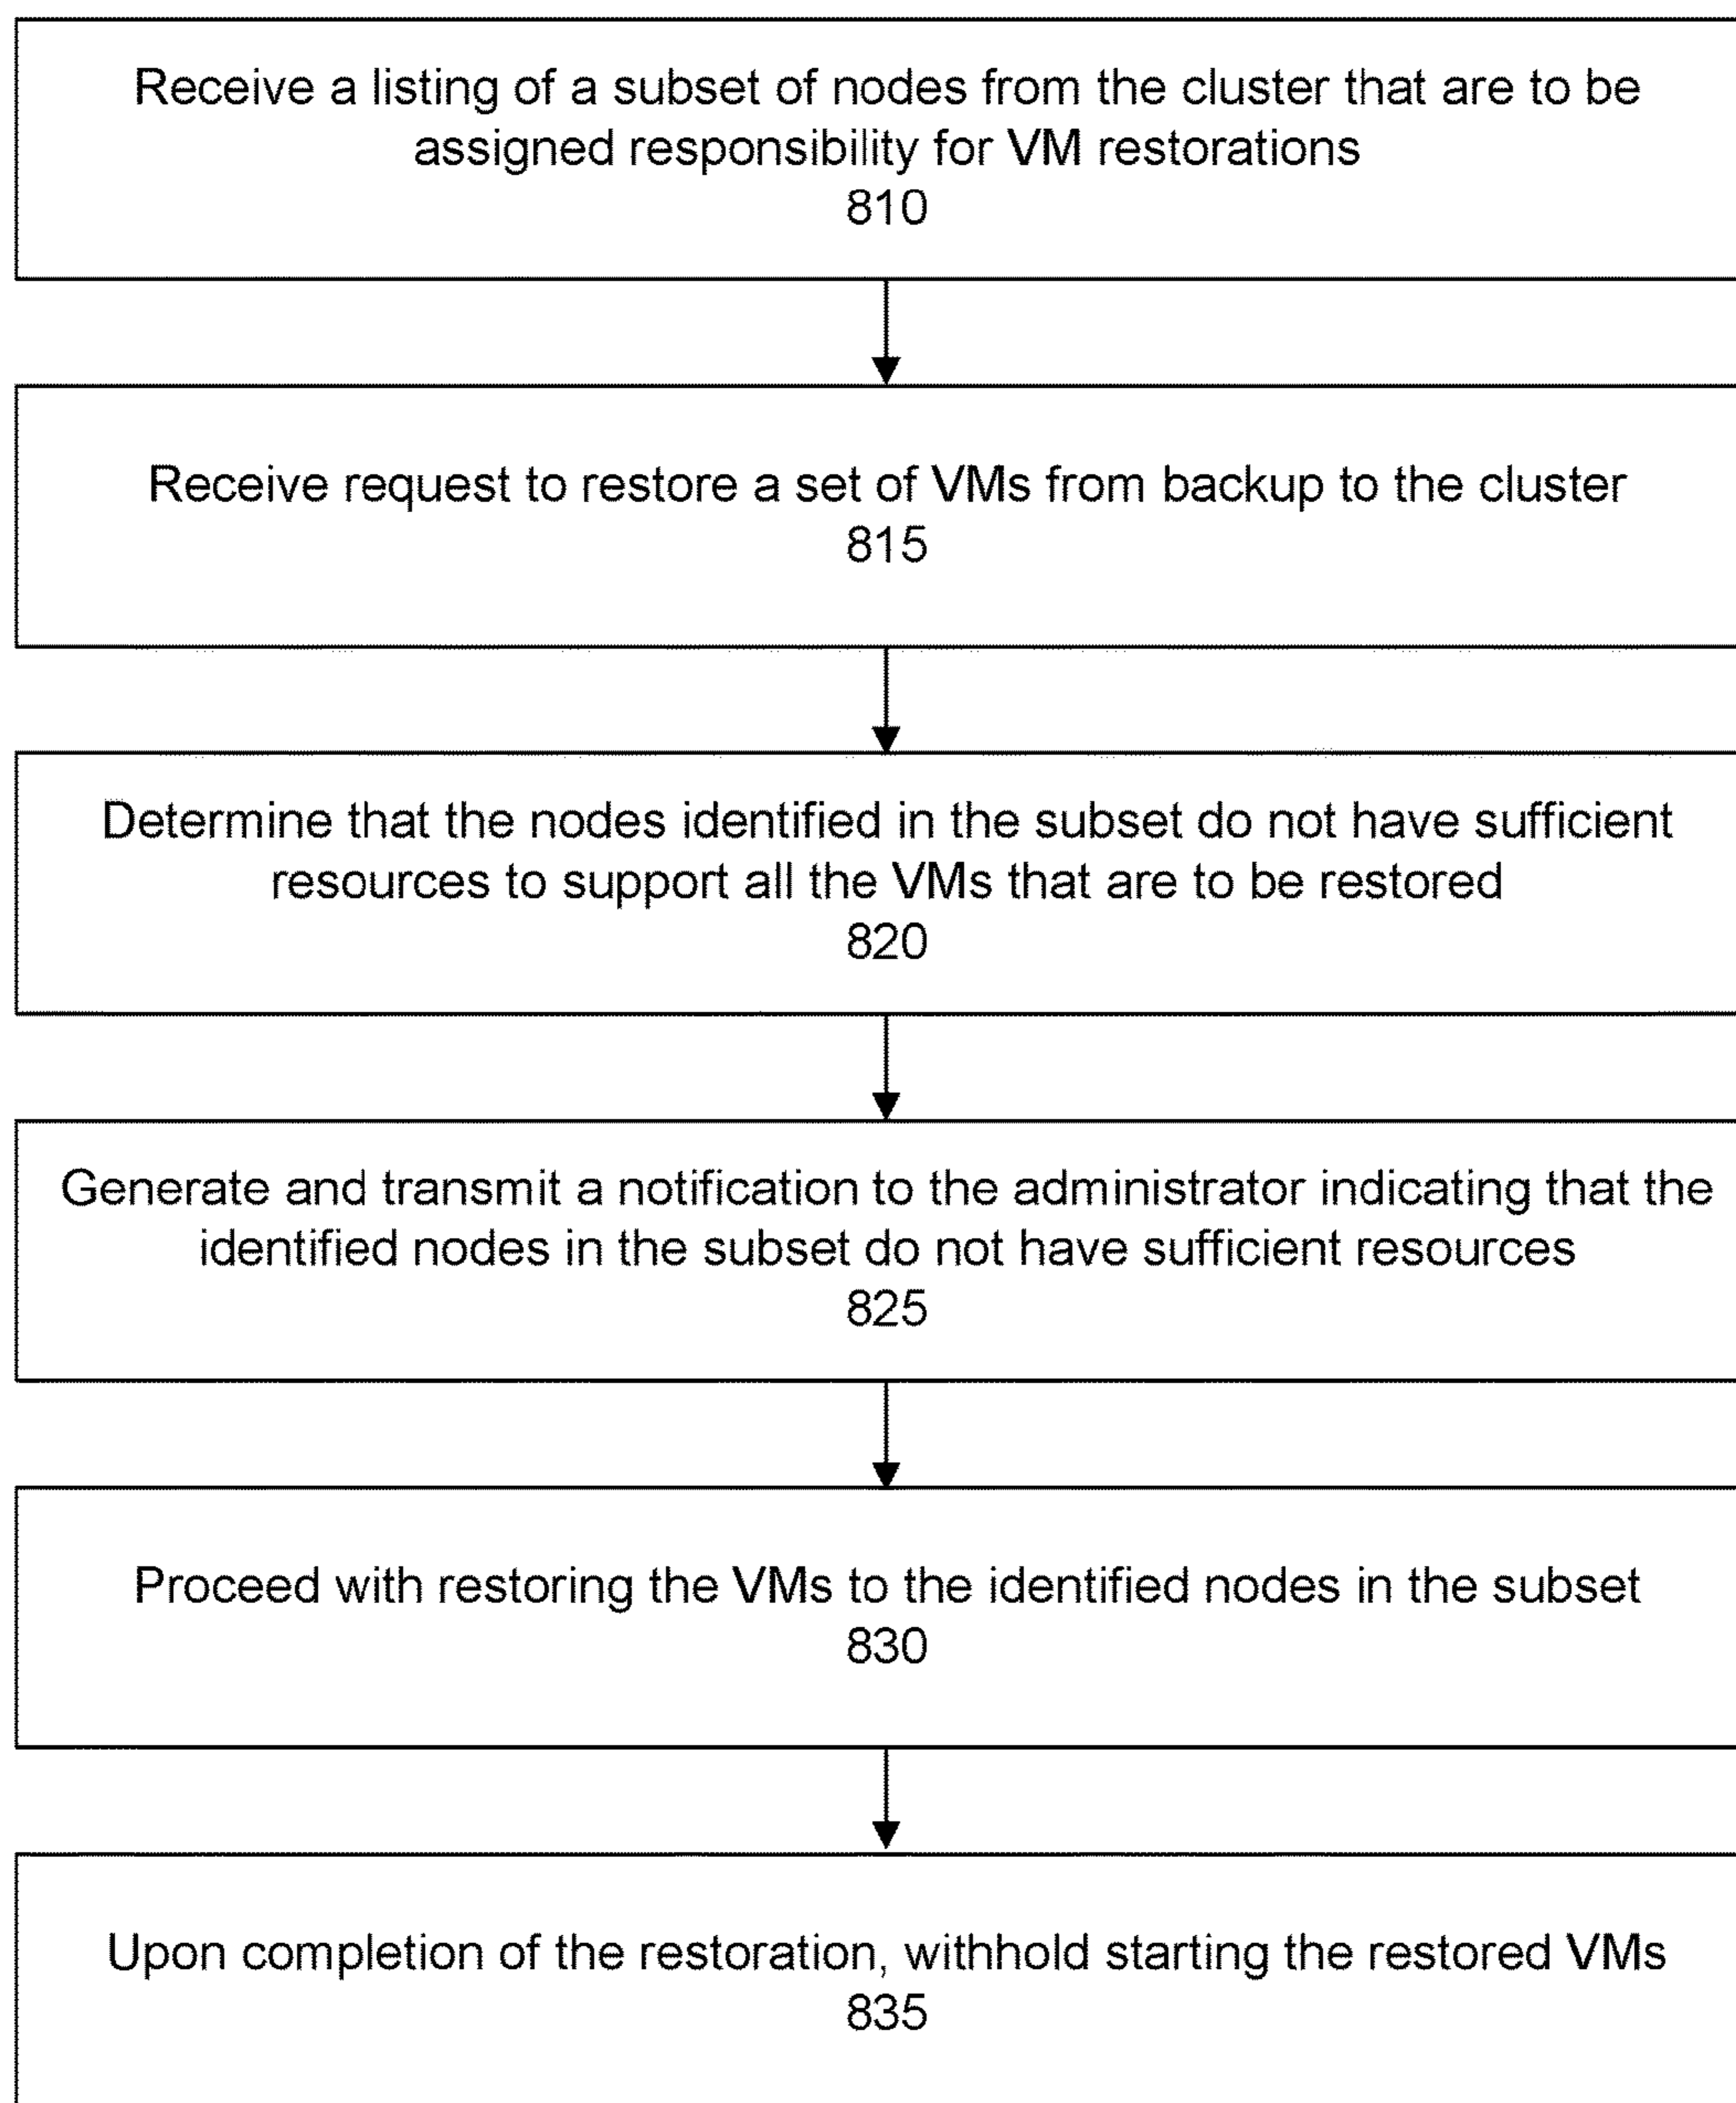 Receive a listing of a subset of nodes from the cluster that are to be
assigned responsibility for VM restorations
810
Receive request to restore a set of VMs from backup to the cluster
815
Determine that the nodes identified in the subset do not have sufficient
resources to support all the VMs that are to be restored
820
Generate and transmit a notification to the administrator indicating that the
identified nodes in the subset do not have sufficient resources
825
Proceed with restoring the VMs to the identified nodes in the subset
830
Upon completion of the restoration, withhold starting the restored VMs
835